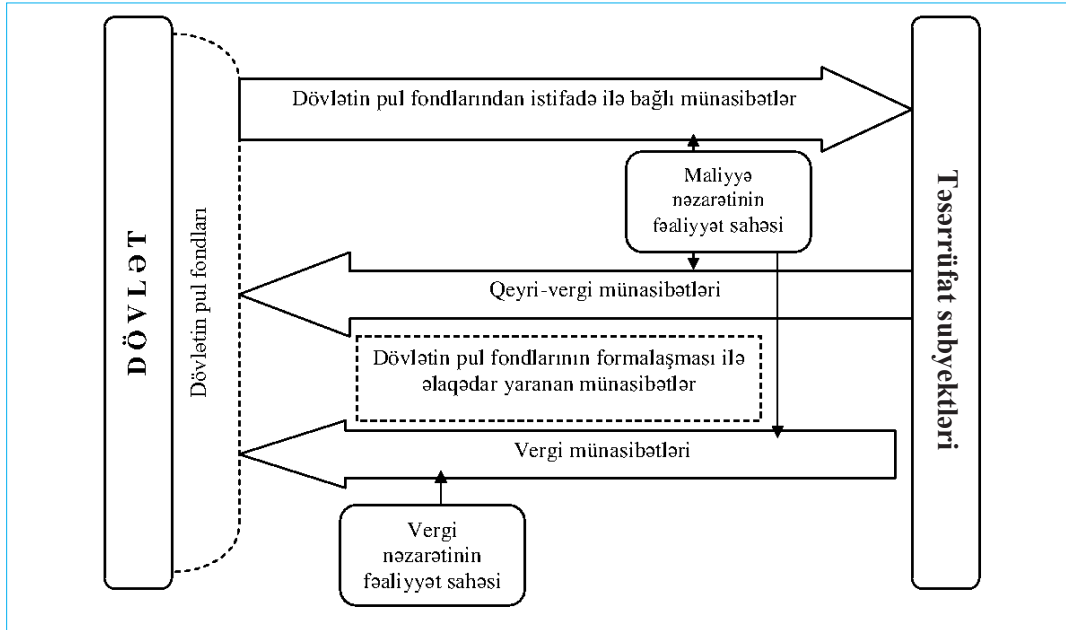 DÖVLƏT
Dövlətin pul fondları
Dövlətin pul fondlarından istifadə ilə bağlı münasibətlər
Maliyyə
nəzarətinin
fəaliyyət sahəsi
Qeyri-vergi münasibətləri
Dövlətin pul fondlarının formalaşması ilə
əlaqədar yaranan münasibətlər
Vergi münasibətləri
Vergi
nəzarətinin
fəaliyyət sahəsi
Təsərrüfat subyektləri